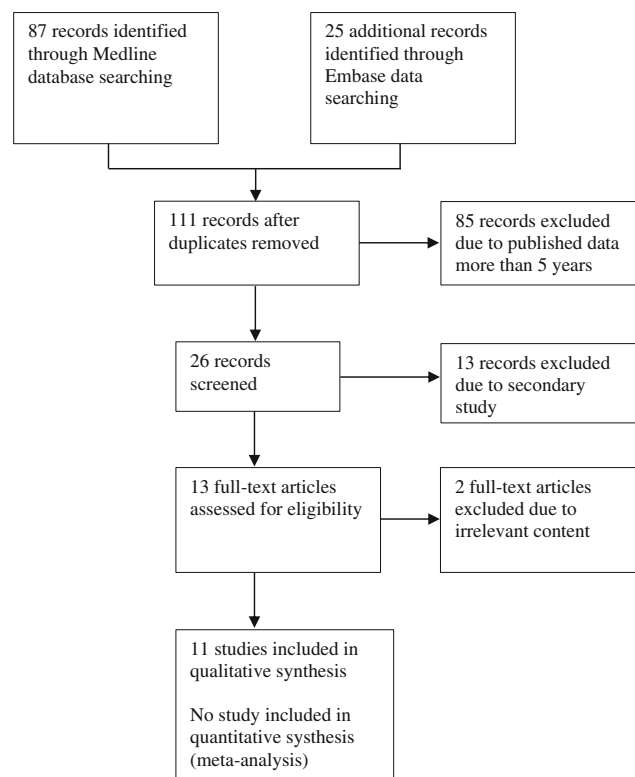 87 records identified
through Medline
database searching
25 additional records
identified through
Embase data
searching
111 records after
duplicates removed
85 records excluded
due to published data
more than 5 years
26 records
screened
13 records excluded
due to secondary
study
13 full-text articles
assessed for eligibility
2 full-text articles
excluded due to
irrelevant content
11 studies included in
qualitative synthesis
No study included in
quantitative systhesis
(meta-analysis)